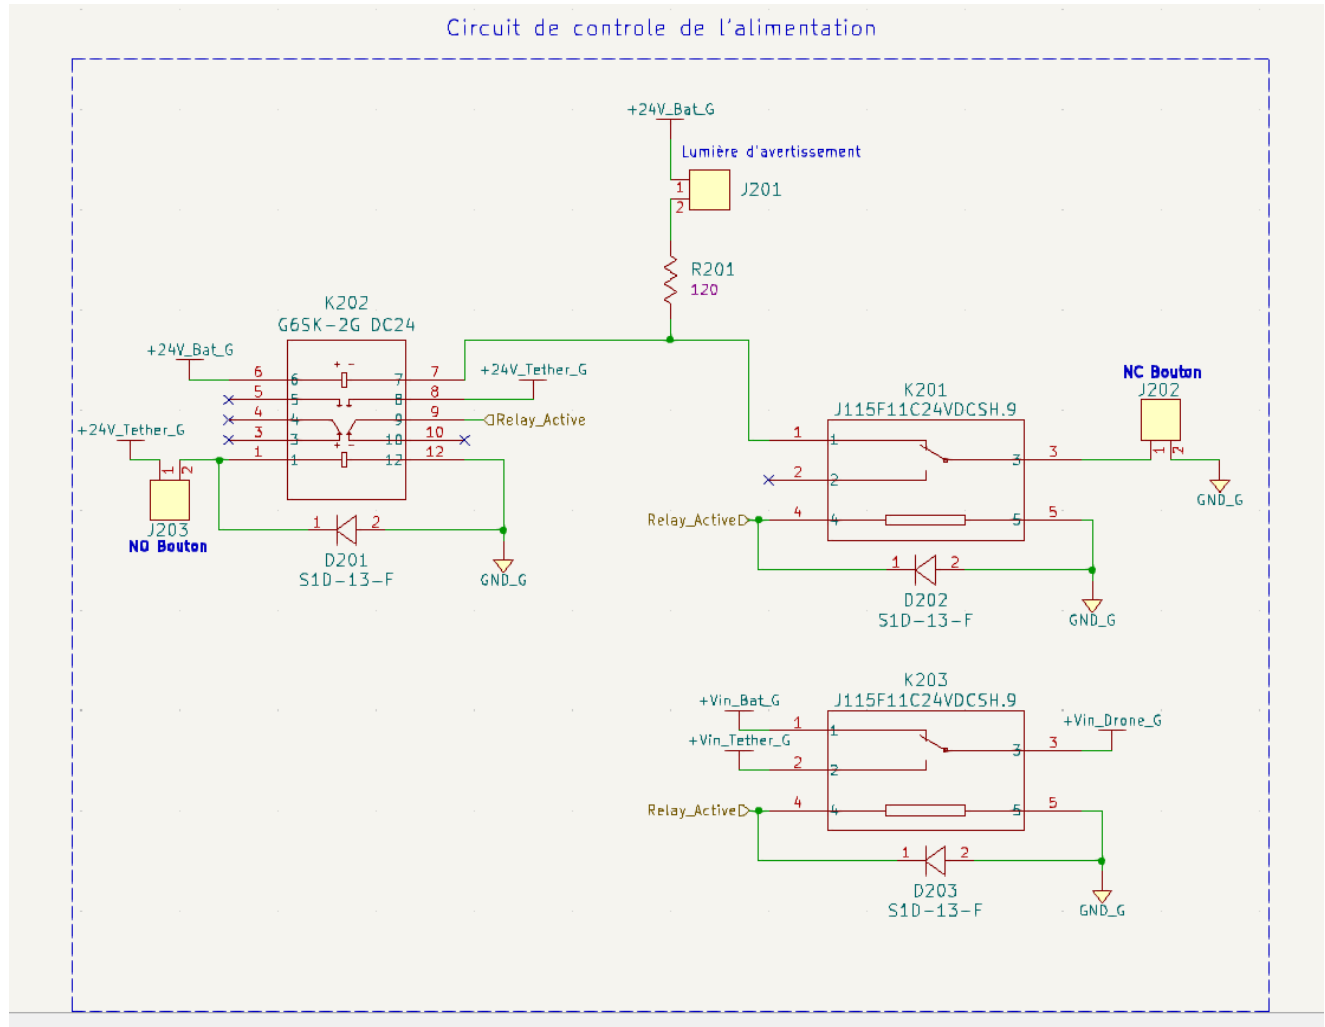 Circuit de controle de l'alimentation
+24V_Bat_G
Lumière d'avertissement
1
2
J201
R201
120
K202
G6SK-2G DC24
+24V_Bat_G
6
6
+ -
7
7
+24V_Tether_G
5
5
8
8
4
4
9
9
Relay_Active
+24V_Tether_G
3
3
10
10
1
1
+ -
12
12
1
2
J203
NO Bouton
1
2
D201
S1D-13-F
GND_G
K201
J115F11C24VDCSH.9
NC Bouton
J202
1
1
3
3
1
2
2
2
GND_G
Relay_Active
4
4
5
5
1
2
D202
S1D-13-F
GND_G
K203
J115F11C24VDCSH.9
+Vin_Bat_G
1
1
+Vin_Drone_G
+Vin_Tether_G
3
3
2
2
Relay_Active
4
4
5
5
1
2
D203
S1D-13-F
GND_G